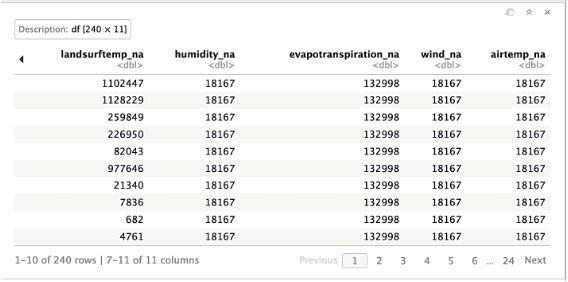 Description: df [240 × 11]
landsurftemp_na humidity_na evapotranspiration_na wind_na airtemp_na
<dbl> <dbl> <dbl> <dbl> <dbl>
1102447 18167 132998 18167 18167
1128229 18167 132998 18167 18167
259849 18167 132998 18167 18167
226950 18167 132998 18167 18167
82043 18167 132998 18167 18167
977646 18167 132998 18167 18167
21340 18167 132998 18167 18167
7836 18167 132998 18167 18167
682 18167 132998 18167 18167
4761 18167 132998 18167 18167
1-10 of 240 rows | 7-11 of 11 columns Previous 1 2 3 4 5 6 ... 24 Next